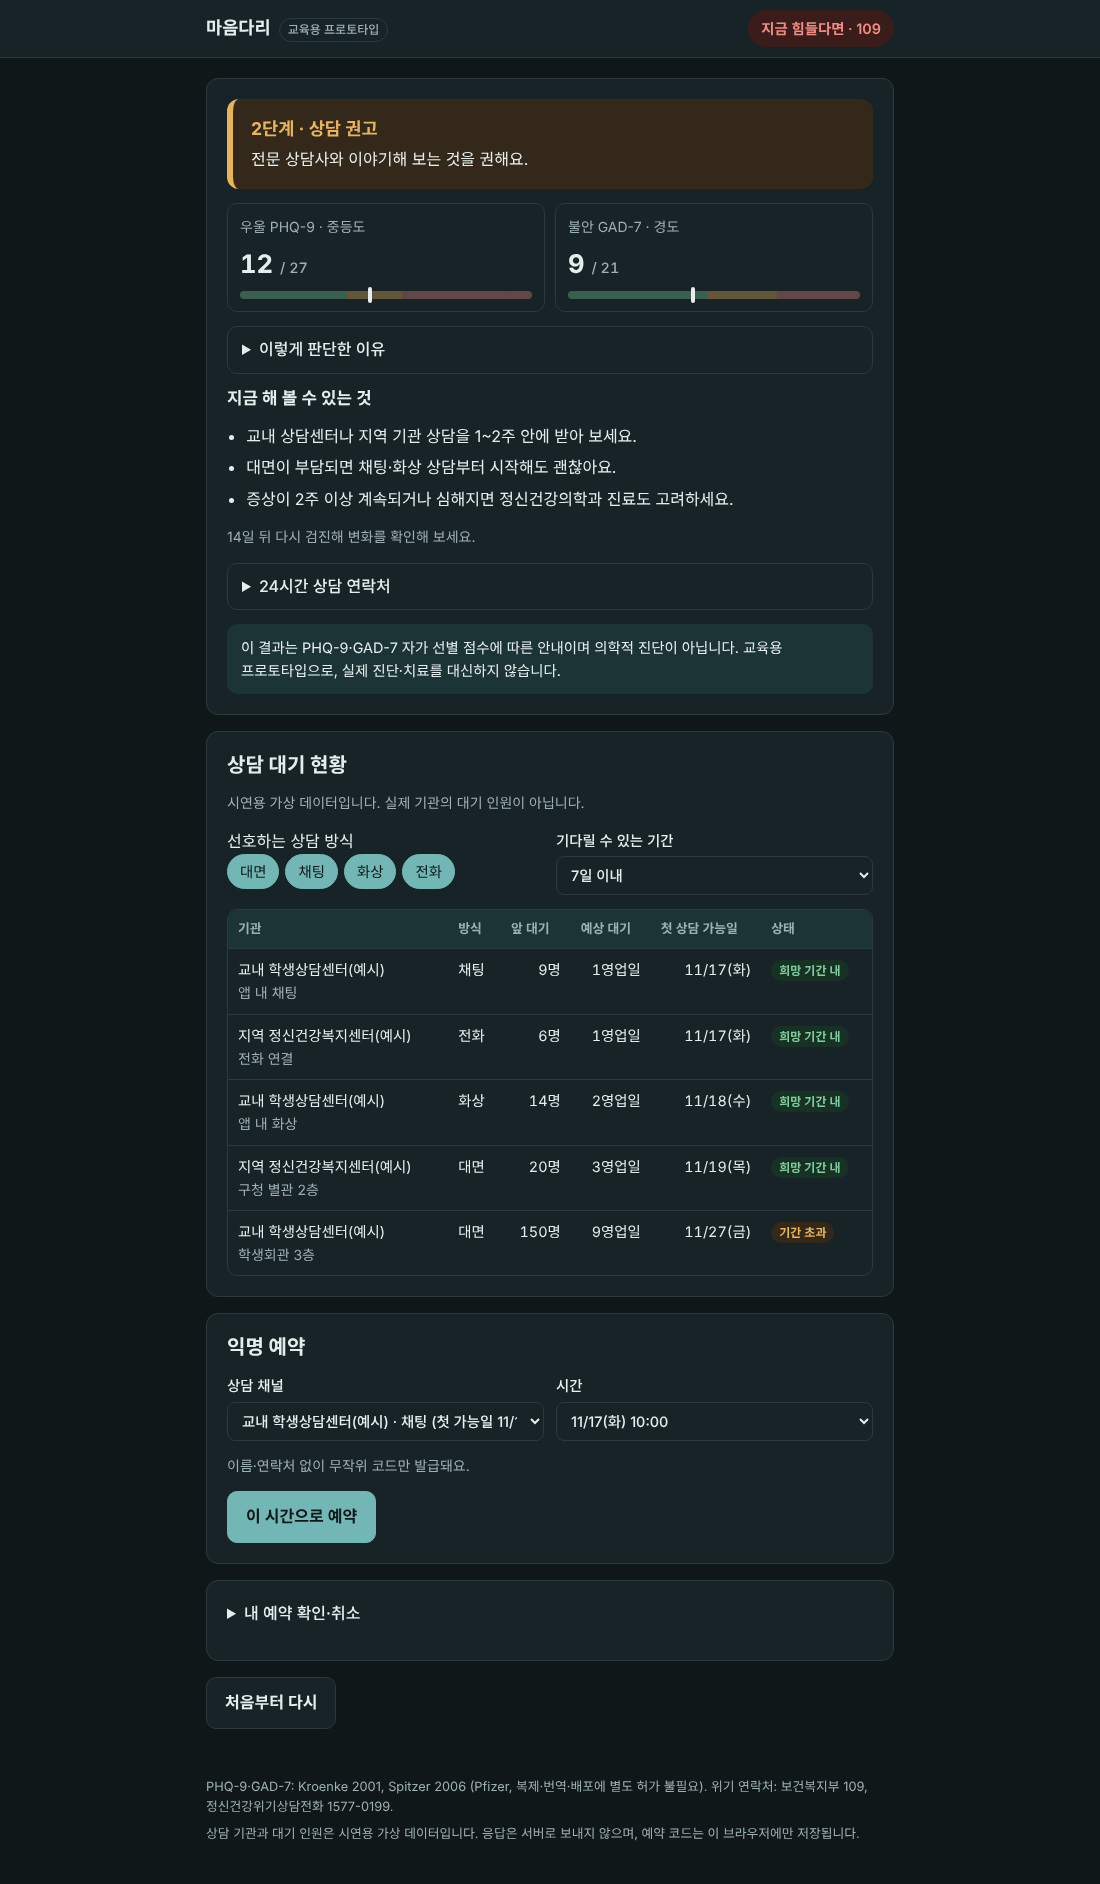 마음다리 교육용 프로토타입 지금 힘들다면 · 109
2단계 · 상담 권고
전문 상담사와 이야기해 보는 것을 권해요.
우울 PHQ-9 · 중등도
12 / 27
불안 GAD-7 · 경도
9 / 21
이렇게 판단한 이유
지금 해 볼 수 있는 것
교내 상담센터나 지역 기관 상담을 1~2주 안에 받아 보세요.
대면이 부담되면 채팅·화상 상담부터 시작해도 괜찮아요.
증상이 2주 이상 계속되거나 심해지면 정신건강의학과 진료도 고려하세요.
14일 뒤 다시 검진해 변화를 확인해 보세요.
24시간 상담 연락처
이 결과는 PHQ-9·GAD-7 자가 선별 점수에 따른 안내이며 의학적 진단이 아닙니다. 교육용
프로토타입으로, 실제 진단·치료를 대신하지 않습니다.
상담 대기 현황
시연용 가상 데이터입니다. 실제 기관의 대기 인원이 아닙니다.
선호하는 상담 방식
대면 채팅 화상 전화
기다릴 수 있는 기간
7일 이내
기관 방식 앞 대기 예상 대기 첫 상담 가능일 상태
교내 학생상담센터(예시) 채팅 9명 1영업일 11/17(화) 희망 기간 내
앱 내 채팅
지역 정신건강복지센터(예시) 전화 6명 1영업일 11/17(화) 희망 기간 내
전화 연결
교내 학생상담센터(예시) 화상 14명 2영업일 11/18(수) 희망 기간 내
앱 내 화상
지역 정신건강복지센터(예시) 대면 20명 3영업일 11/19(목) 희망 기간 내
구청 별관 2층
교내 학생상담센터(예시) 대면 150명 9영업일 11/27(금) 기간 초과
학생회관 3층
익명 예약
상담 채널
교내 학생상담센터(예시) · 채팅 (첫 가능일 11/
시간
11/17(화) 10:00
이름·연락처 없이 무작위 코드만 발급돼요.
이 시간으로 예약
내 예약 확인·취소
처음부터 다시
PHQ-9·GAD-7: Kroenke 2001, Spitzer 2006 (Pfizer, 복제·번역·배포에 별도 허가 불필요). 위기 연락처: 보건복지부 109,
정신건강위기상담전화 1577-0199.
상담 기관과 대기 인원은 시연용 가상 데이터입니다. 응답은 서버로 보내지 않으며, 예약 코드는 이 브라우저에만 저장됩니다.